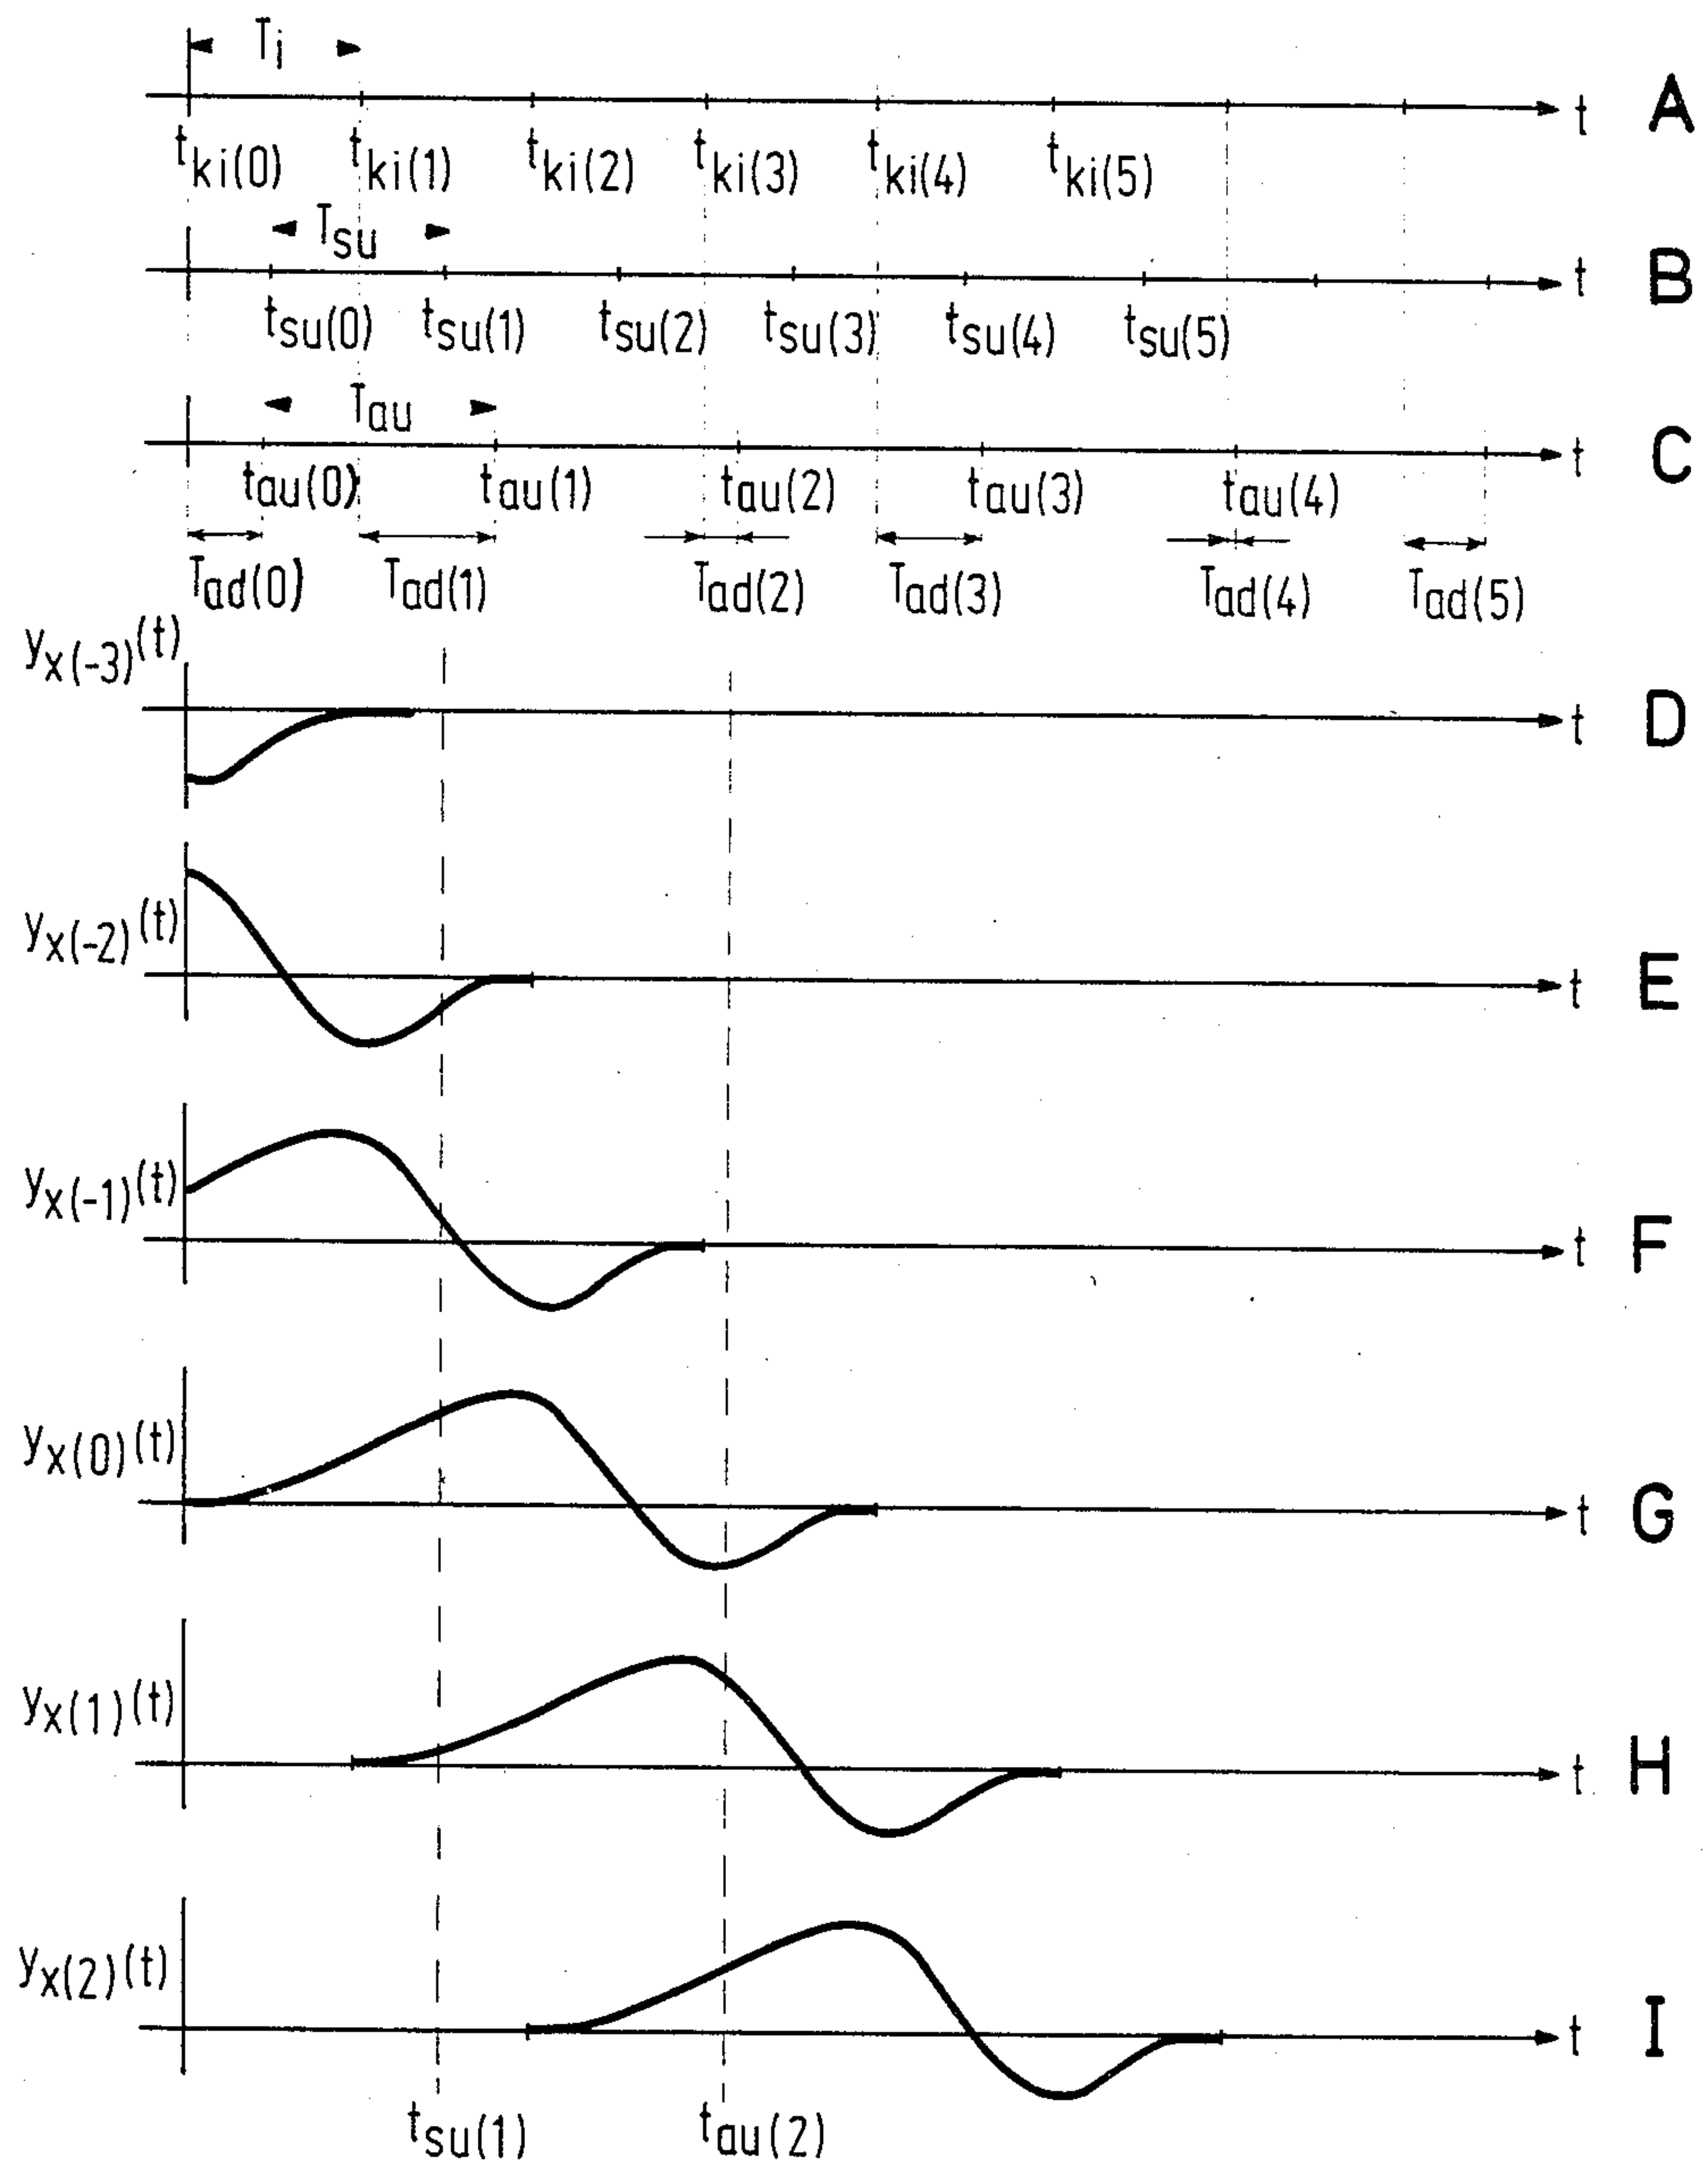 Ti
t A
tki(0) tki(1) tki(2) tki(3) tki(4) tki(5)
Tsu
t B
tsu(0) tsu(1) tsu(2) tsu(3) tsu(4) tsu(5)
Tau
t C
tau(0) tau(1) tau(2) tau(3) tau(4)
Tad(0) Tad(1) Tad(2) Tad(3) Tad(4) Tad(5)
yx(-3)(t)
t D
yx(-2)(t)
t E
yx(-1)(t)
t F
yx(0)(t)
t G
yx(1)(t)
t H
yx(2)(t)
t I
tsu(1) tau(2)